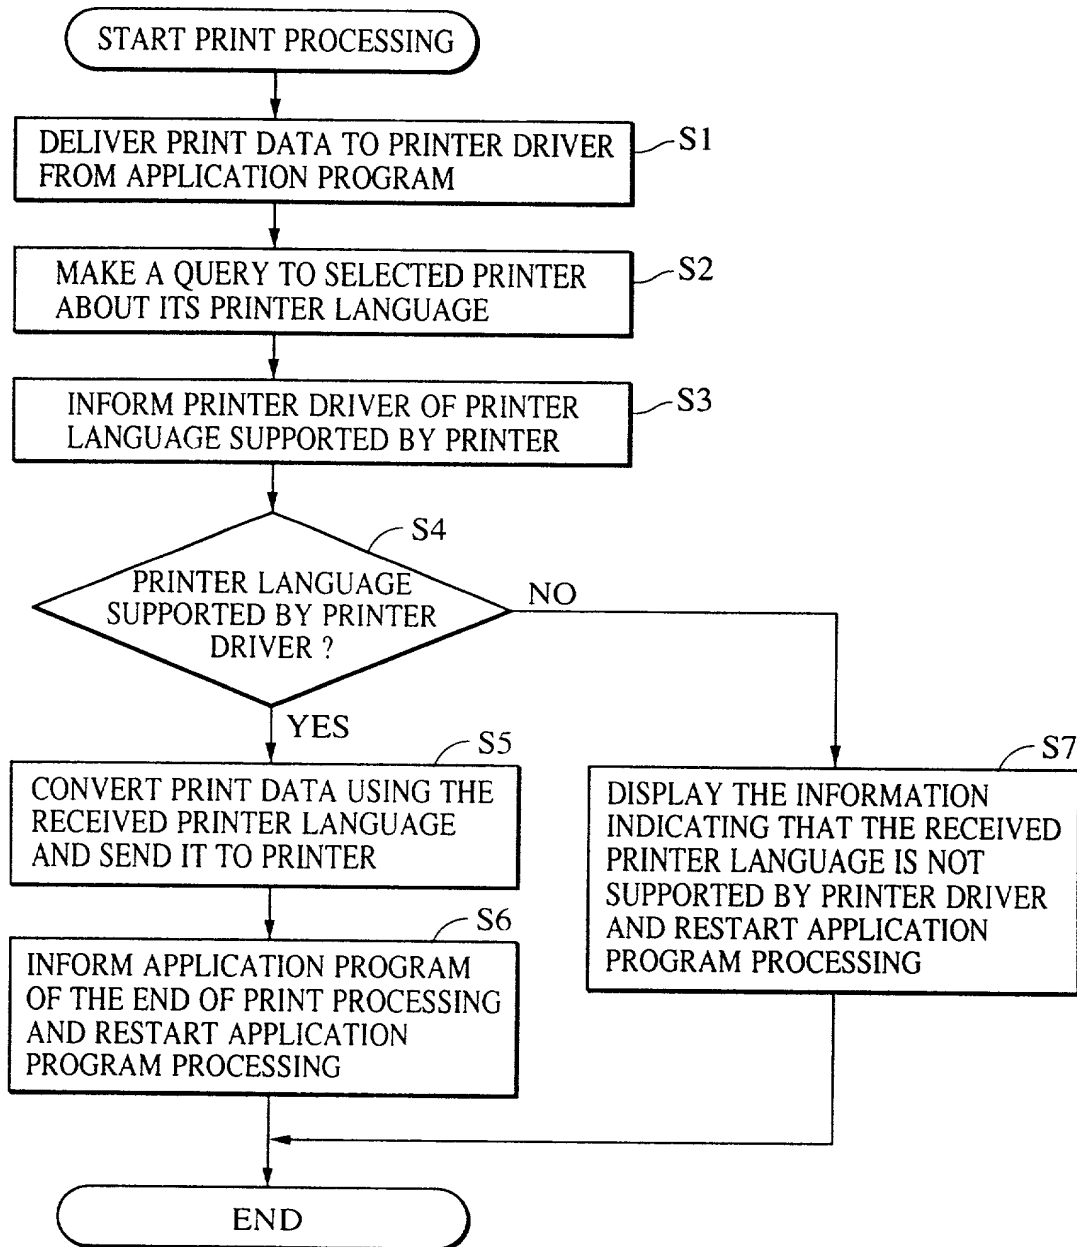 START PRINT PROCESSING
DELIVER PRINT DATA TO PRINTER DRIVER
FROM APPLICATION PROGRAM
S1
MAKE A QUERY TO SELECTED PRINTER
ABOUT ITS PRINTER LANGUAGE
S2
INFORM PRINTER DRIVER OF PRINTER
LANGUAGE SUPPORTED BY PRINTER
S3
S4
PRINTER LANGUAGE
SUPPORTED BY PRINTER
DRIVER ?
NO
YES
S5
CONVERT PRINT DATA USING THE
RECEIVED PRINTER LANGUAGE
AND SEND IT TO PRINTER
S6
INFORM APPLICATION PROGRAM
OF THE END OF PRINT PROCESSING
AND RESTART APPLICATION
PROGRAM PROCESSING
S7
DISPLAY THE INFORMATION
INDICATING THAT THE RECEIVED
PRINTER LANGUAGE IS NOT
SUPPORTED BY PRINTER DRIVER
AND RESTART APPLICATION
PROGRAM PROCESSING
END